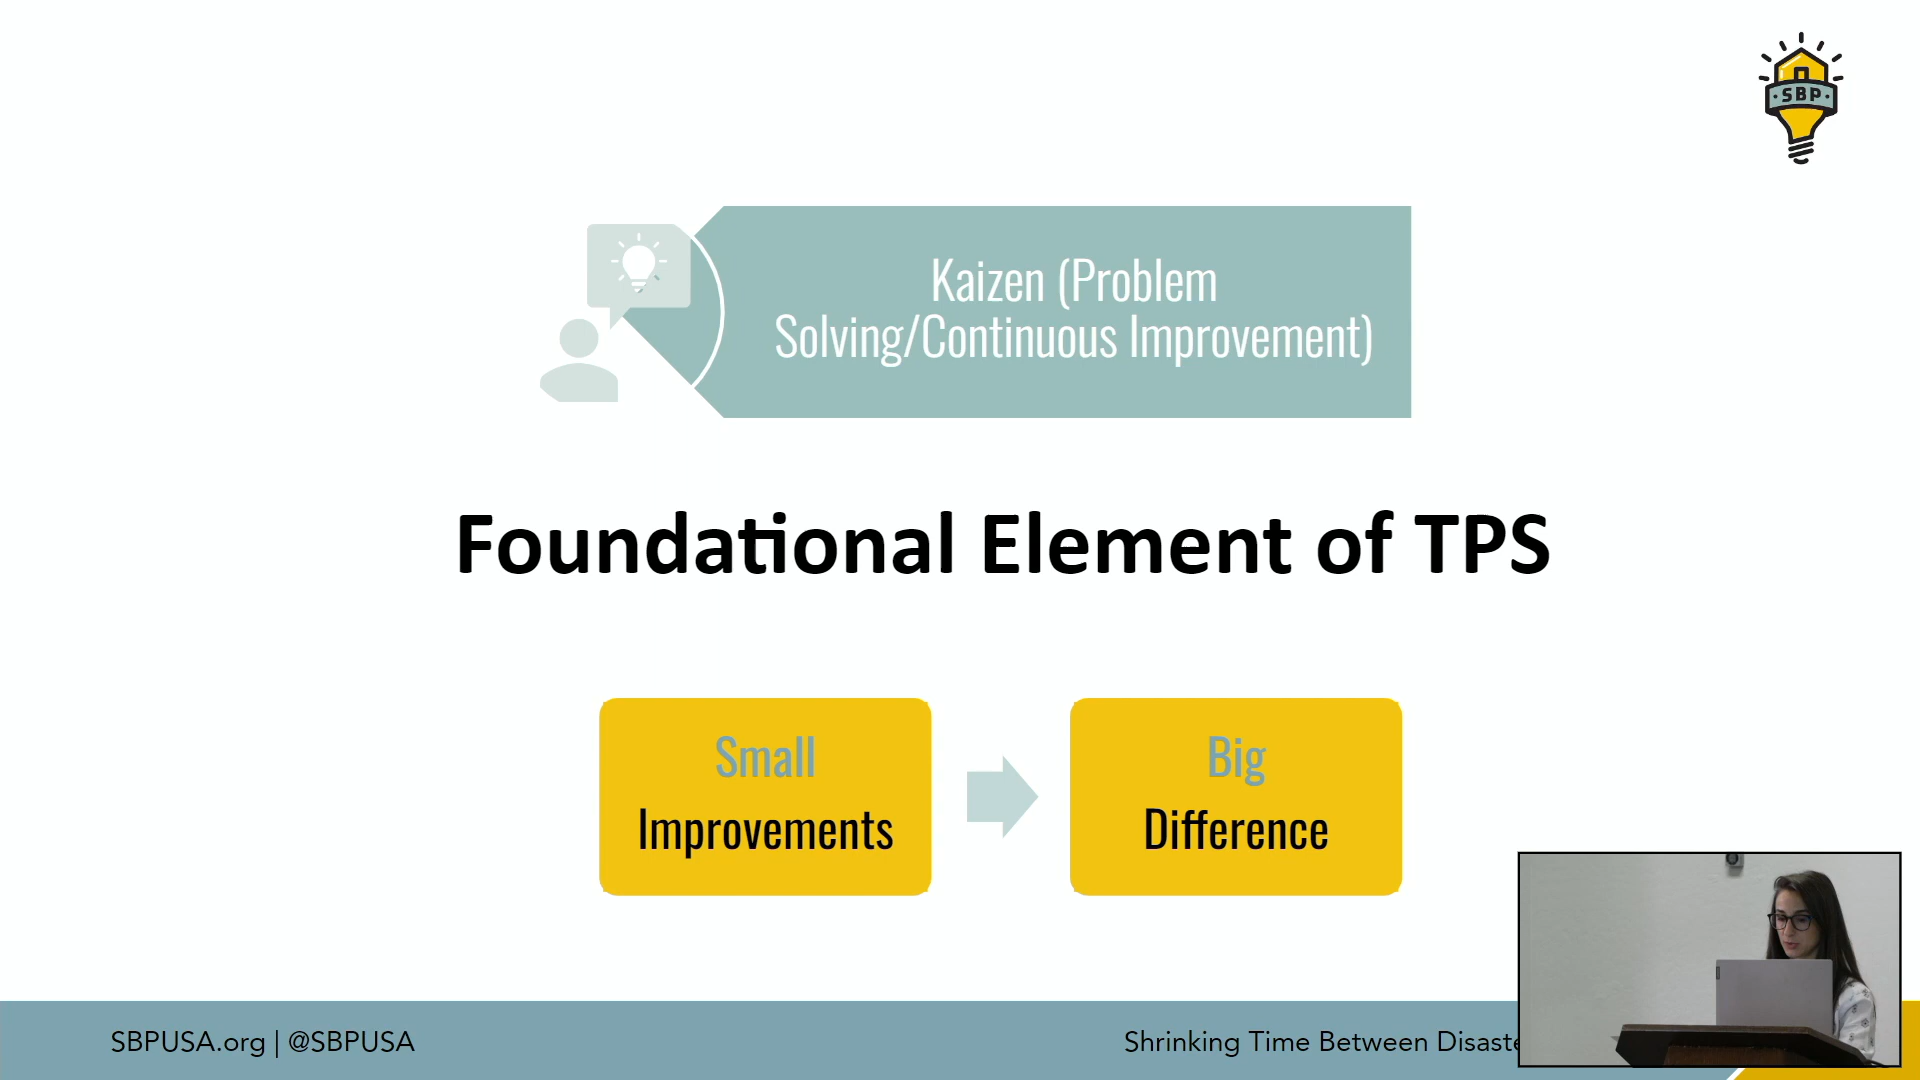 SBP
Kaizen (Problem
Solving/Continuous Improvement)
Foundational Element of TPS
Small
Improvements
Big
Difference
SBPUSA.org | @SBPUSA
Shrinking Time Between